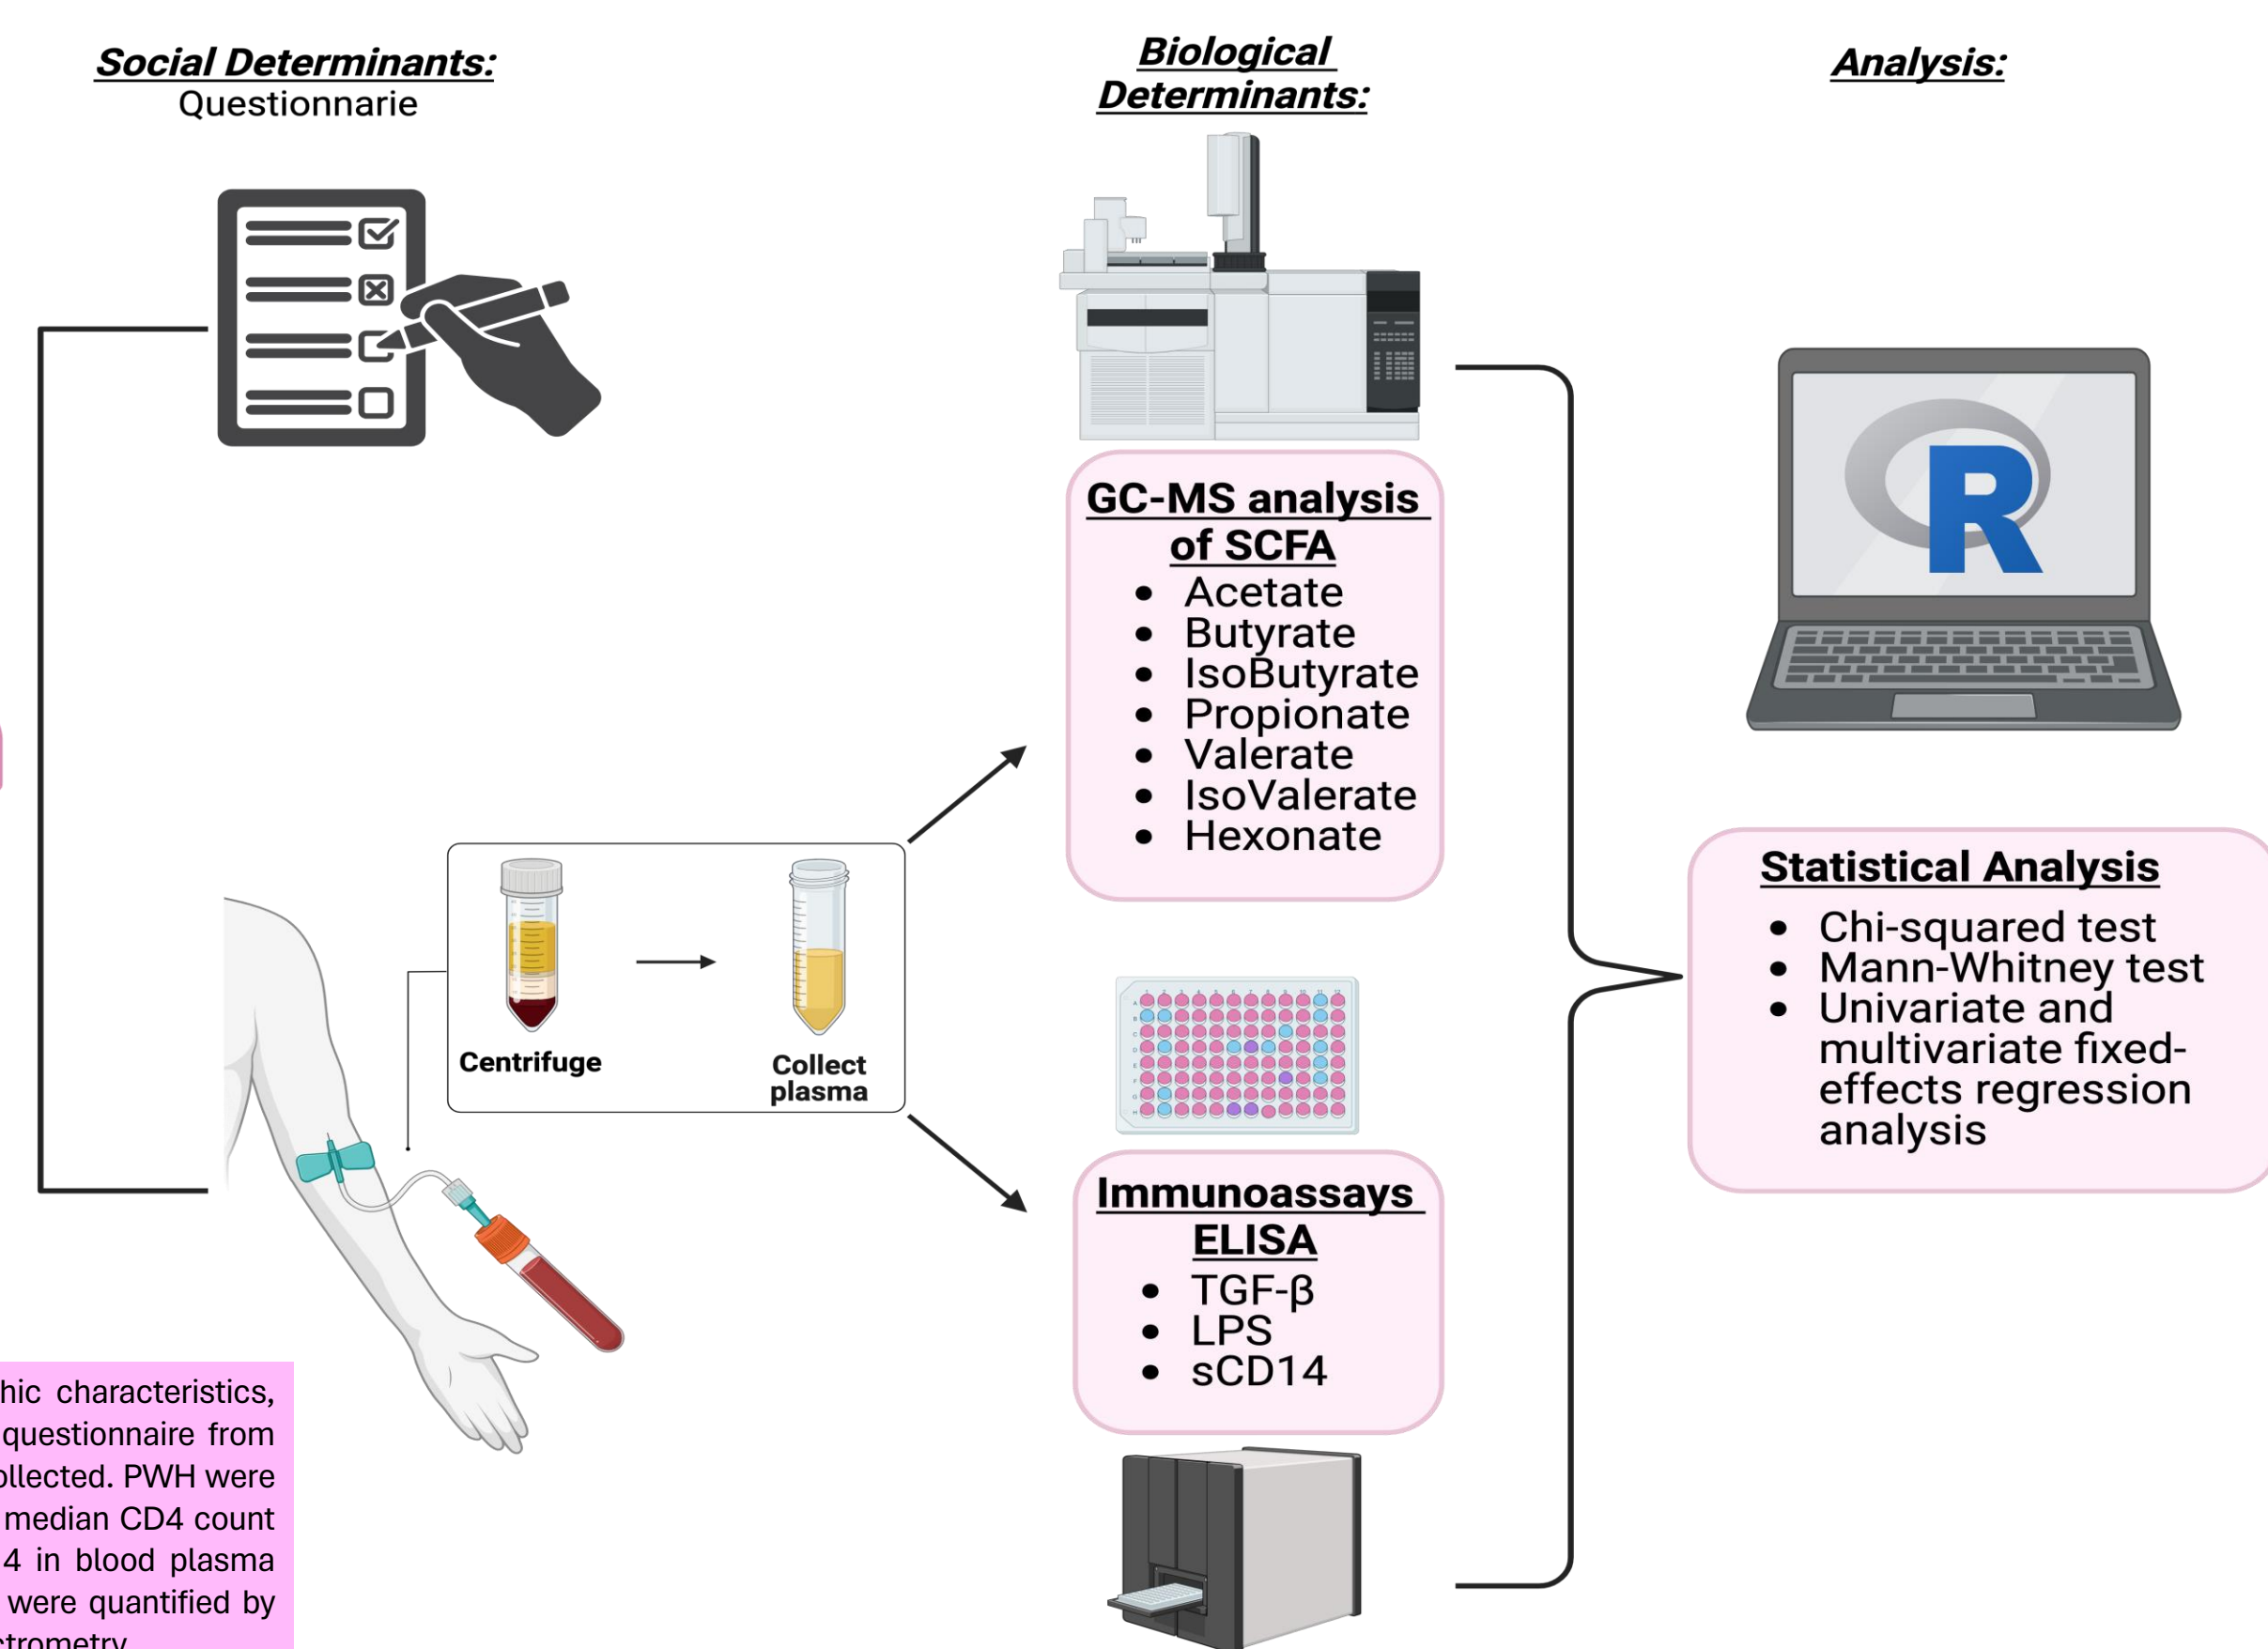 Social Determinants:
Questionnarie
Biological
Determinants:
Analysis:
GC-MS analysis
of SCFA
• Acetate
• Butyrate
• IsoButyrate
• Propionate
• Valerate
• IsoValerate
• Hexonate
R
Centrifuge
Collect
plasma
Immunoassays
ELISA
• TGF-β
• LPS
• sCD14
Statistical Analysis
• Chi-squared test
• Mann-Whitney test
• Univariate and
multivariate fixed-
effects regression
analysis
characteristics,
questionnaire from
PWH were
median CD4 count
4 in blood plasma
were quantified by